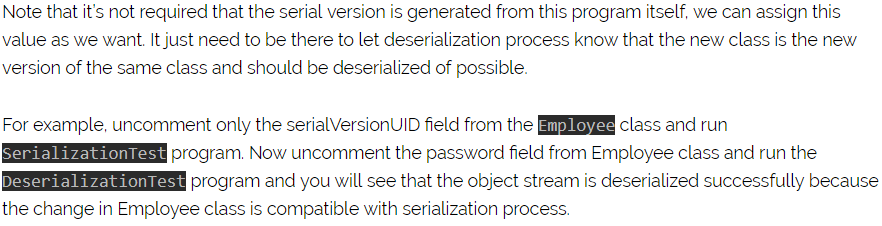 Note that it's not required that the serial version is generated from this program itself, we can assign this
value as we want. It just need to be there to let deserialization process know that the new class is the new
version of the same class and should be deserialized of possible.
For example, uncomment only the serialVersionUID field from the Employee class and run
SerializationTest program. Now uncomment the password field from Employee class and run the
DeserializationTest program and you will see that the object stream is deserialized successfully because
the change in Employee class is compatible with serialization process.